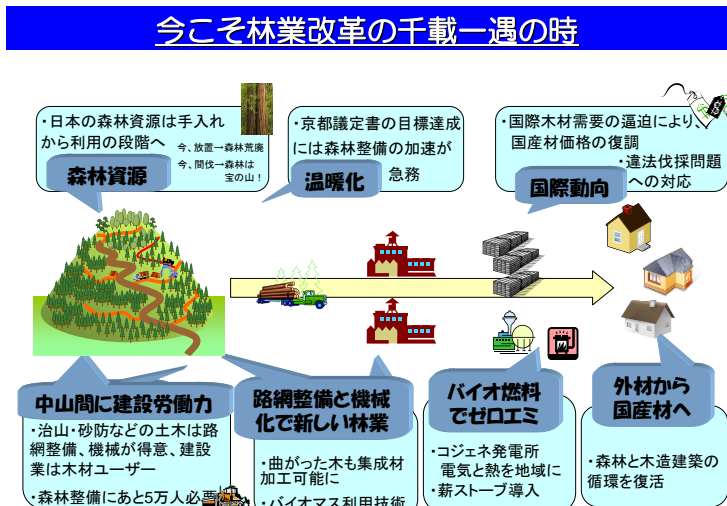 今こそ林業改革の千載一遇の時
・日本の森林資源は手入れ
から利用の段階へ
今、放置→森林荒廃
今、間伐→森林は
宝の山！
森林資源
・京都議定書の目標達成
には森林整備の加速が
急務
温暖化
・国際木材需要の逼迫により、
国産材価格の復調
・違法伐採問題
への対応
国際動向
中山間に建設労働力
・治山・砂防などの土木は路
網整備、機械が得意、建設
業は木材ユーザー
・森林整備にあと5万人必要
路網整備と機械
化で新しい林業
・曲がった木も集成材
加工可能に
・バイオマス利用技術
バイオ燃料
でゼロエミ
・コジェネ発電所
電気と熱を地域に
・薪ストーブ導入
外材から
国産材へ
・森林と木造建築の
循環を復活